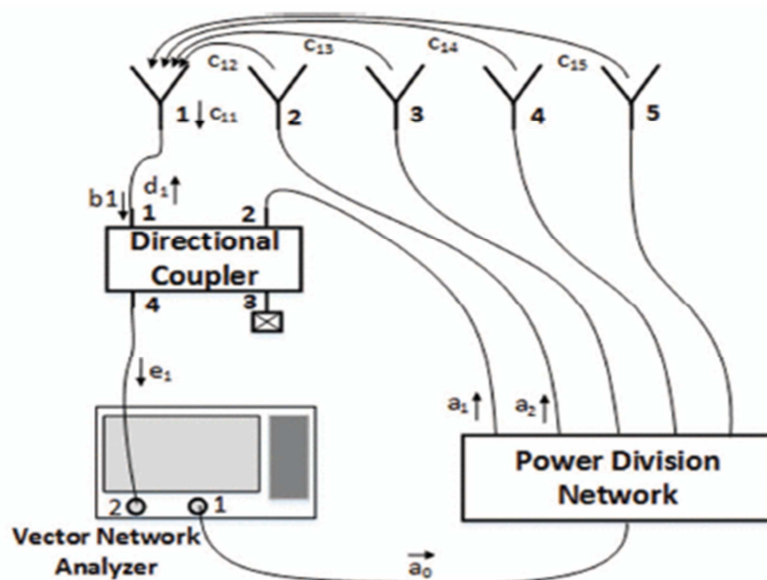 c₁₂ c₁₃ c₁₄ c₁₅
1 c₁₁ 2 3 4 5
b1 d₁
1 2
Directional
Coupler
4 3
e₁
a₁ a₂
2 1
Power Division
Network
Vector Network
Analyzer
a₀